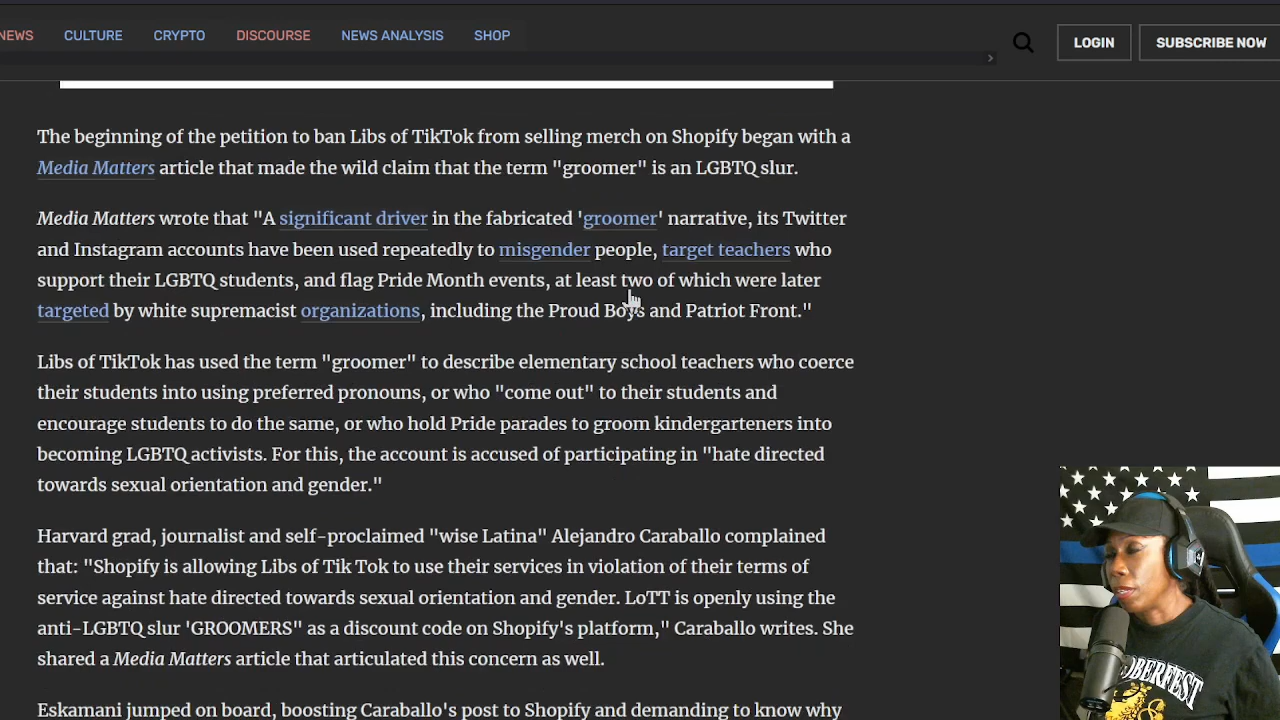 NEWS CULTURE CRYPTO DISCOURSE NEWS ANALYSIS SHOP LOGIN SUBSCRIBE NOW
The beginning of the petition to ban Libs of TikTok from selling merch on Shopify began with a
Media Matters article that made the wild claim that the term "groomer" is an LGBTQ slur.
Media Matters wrote that "A significant driver in the fabricated 'groomer' narrative, its Twitter
and Instagram accounts have been used repeatedly to misgender people, target teachers who
support their LGBTQ students, and flag Pride Month events, at least two of which were later
targeted by white supremacist organizations, including the Proud Boys and Patriot Front."
Libs of TikTok has used the term "groomer" to describe elementary school teachers who coerce
their students into using preferred pronouns, or who "come out" to their students and
encourage students to do the same, or who hold Pride parades to groom kindergarteners into
becoming LGBTQ activists. For this, the account is accused of participating in "hate directed
towards sexual orientation and gender."
Harvard grad, journalist and self-proclaimed "wise Latina" Alejandro Caraballo complained
that: "Shopify is allowing Libs of Tik Tok to use their services in violation of their terms of
service against hate directed towards sexual orientation and gender. LoTT is openly using the
anti-LGBTQ slur 'GROOMERS" as a discount code on Shopify's platform," Caraballo writes. She
shared a Media Matters article that articulated this concern as well.
Eskamani jumped on board, boosting Caraballo's post to Shopify and demanding to know why